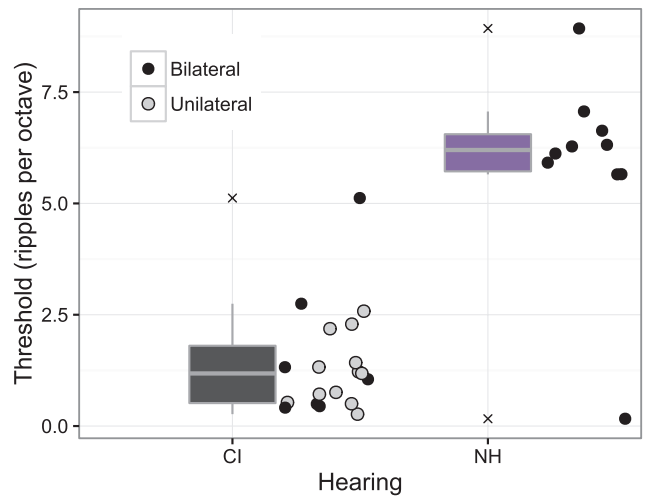 Threshold (ripples per octave)
7.5
5.0
2.5
0.0
Bilateral
Unilateral
CI
NH
Hearing